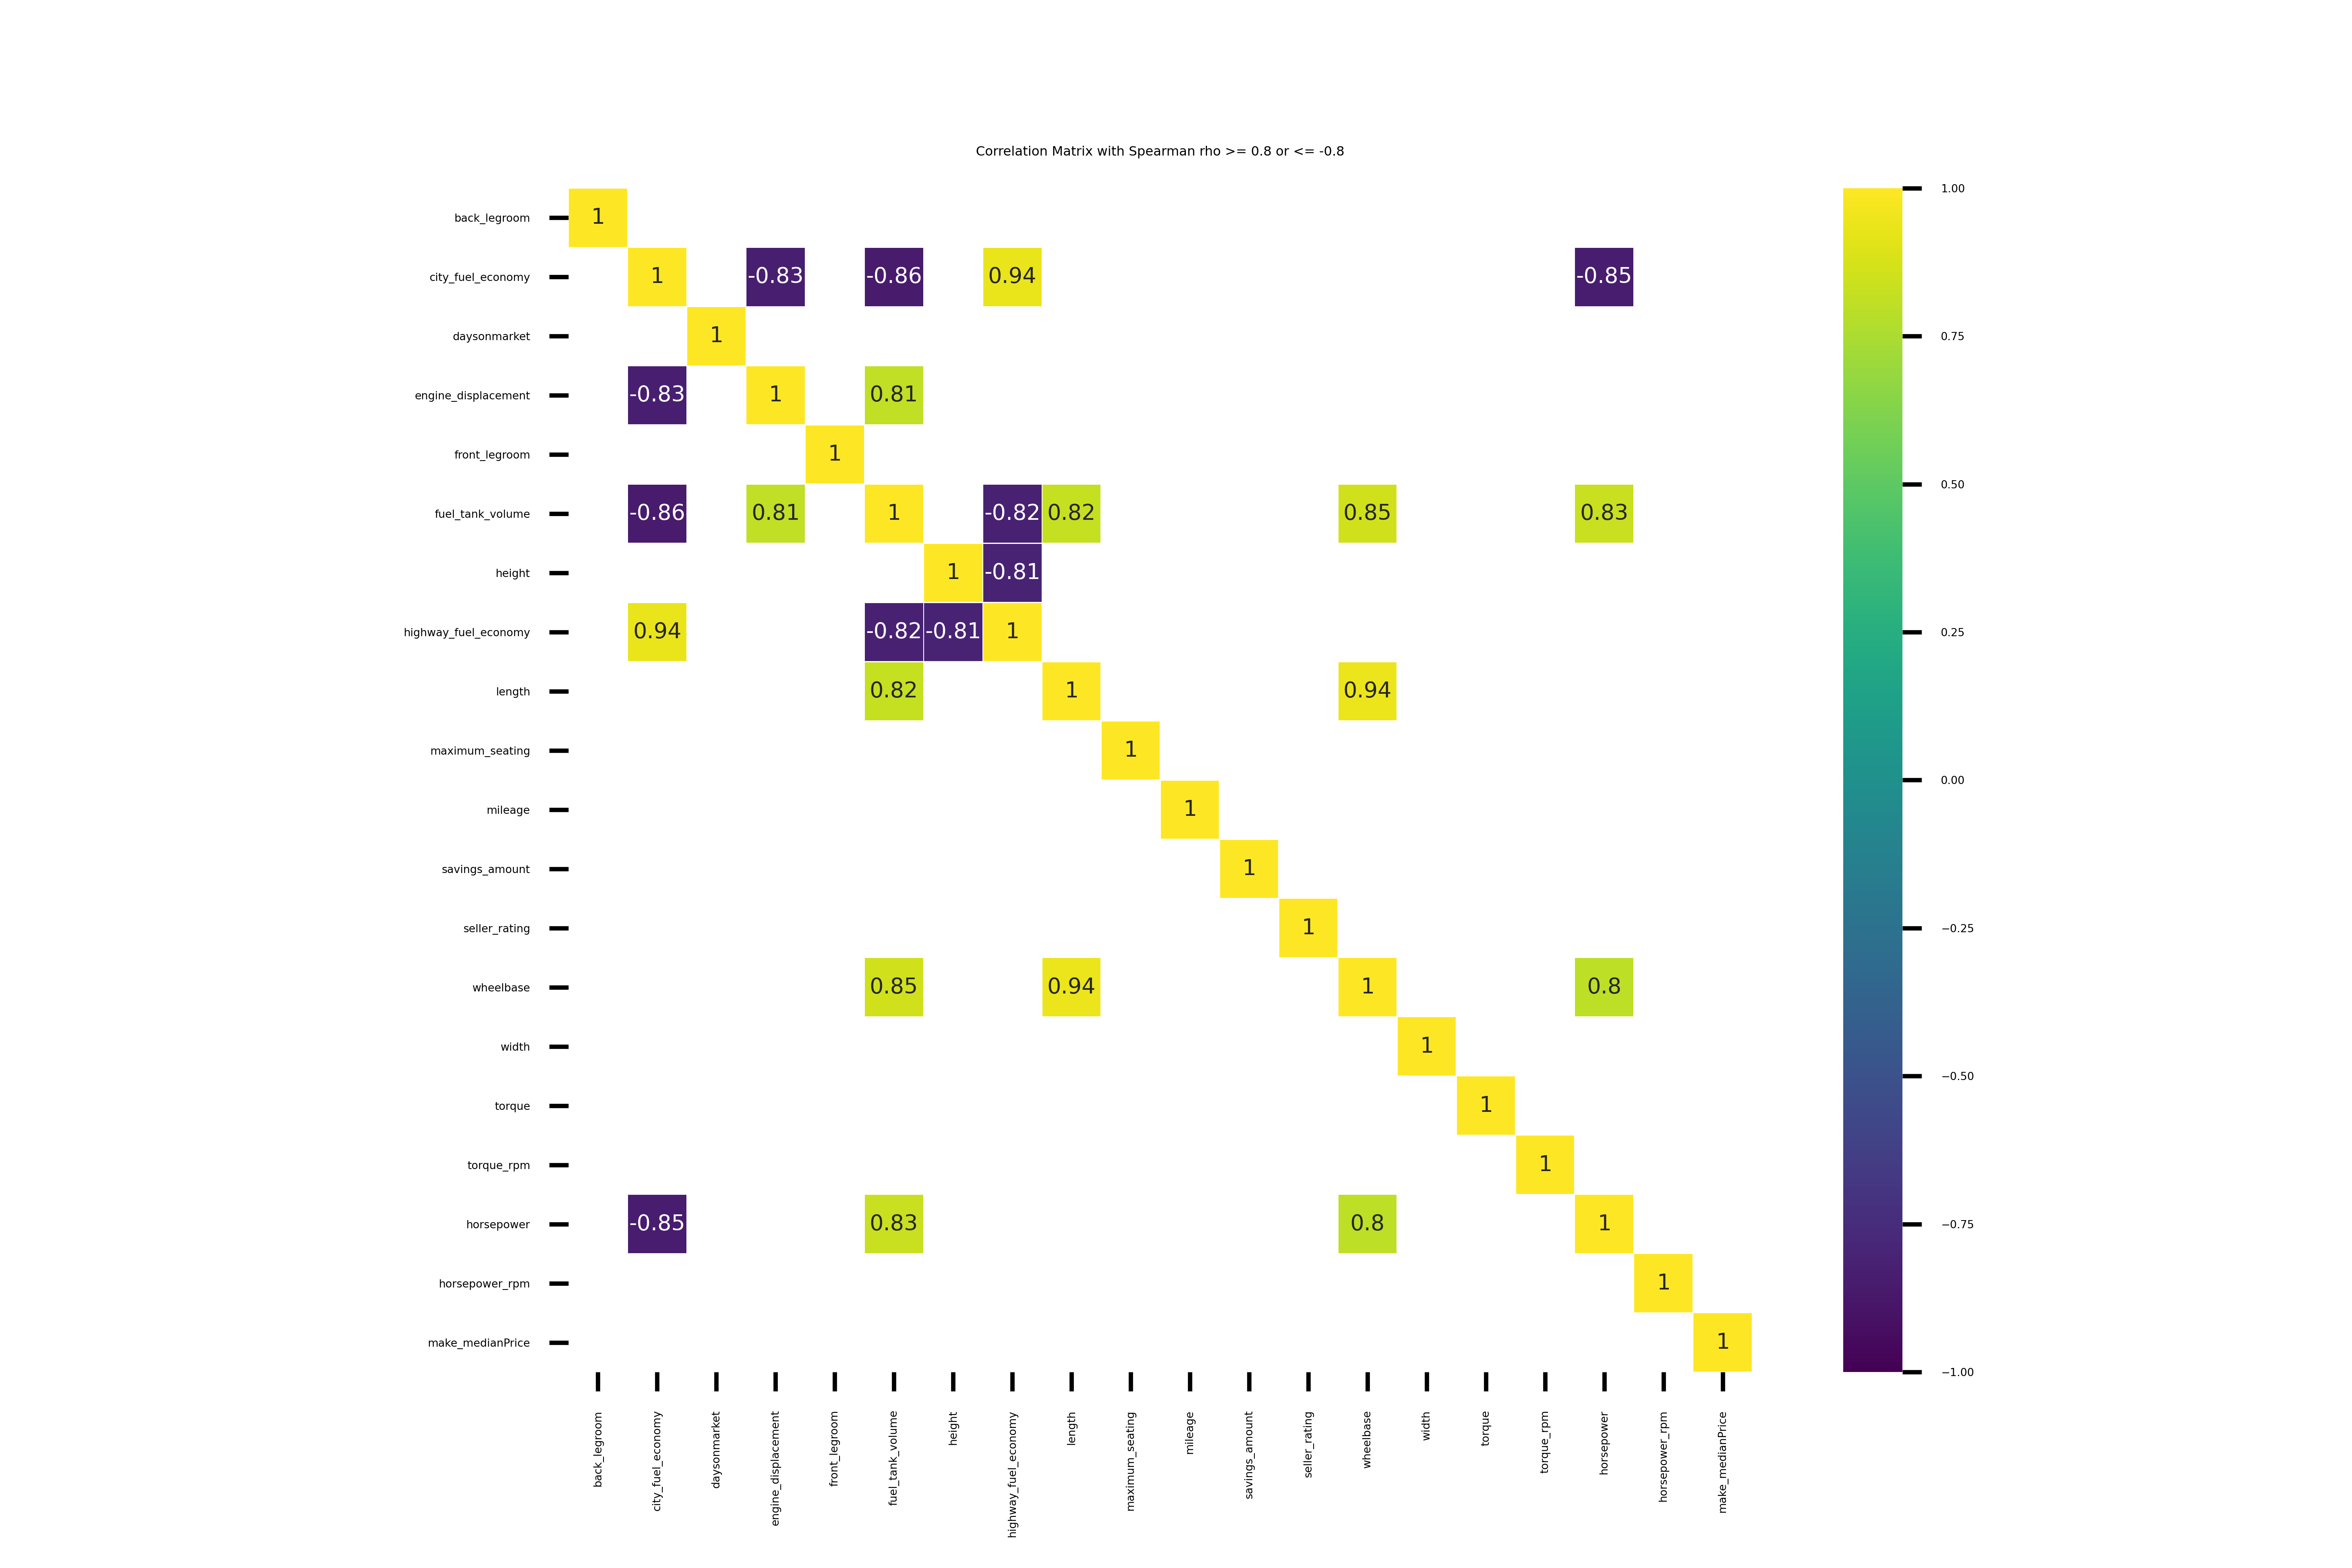 Correlation Matrix with Spearman rho >= 0.8 or <= -0.8
back_legroom 1
city_fuel_economy 1 -0.83 -0.86 0.94 -0.85
daysonmarket 1
engine_displacement -0.83 1 0.81
front_legroom 1
fuel_tank_volume -0.86 0.81 1 -0.82 0.82 0.85 0.83
height 1 -0.81
highway_fuel_economy 0.94 -0.82 -0.81 1
length 0.82 1 0.94
maximum_seating 1
mileage 1
savings_amount 1
seller_rating 1
wheelbase 0.85 0.94 1 0.8
width 1
torque 1
torque_rpm 1
horsepower -0.85 0.83 0.8 1
horsepower_rpm 1
make_medianPrice 1
back_legroom
city_fuel_economy
daysonmarket
engine_displacement
front_legroom
fuel_tank_volume
height
highway_fuel_economy
length
maximum_seating
mileage
savings_amount
seller_rating
wheelbase
width
torque
torque_rpm
horsepower
horsepower_rpm
make_medianPrice
1.00
0.75
0.50
0.25
0.00
−0.25
−0.50
−0.75
−1.00